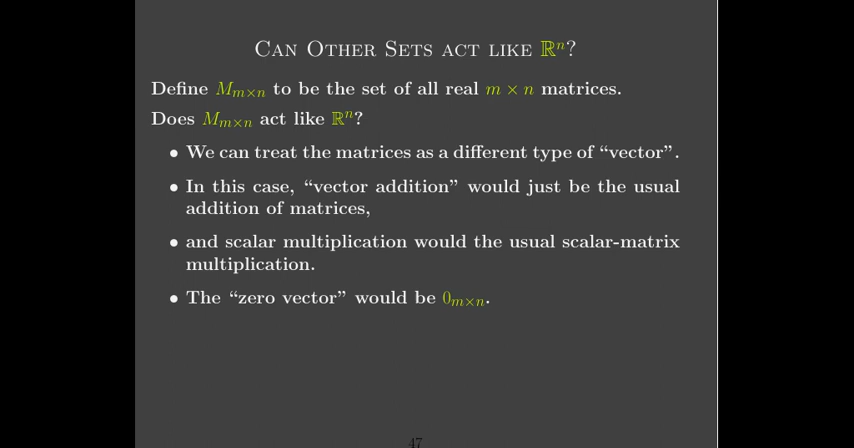 Can Other Sets act like ℝⁿ?
Define M_{m×n} to be the set of all real m × n matrices.
Does M_{m×n} act like ℝⁿ?
• We can treat the matrices as a different type of “vector”.
• In this case, “vector addition” would just be the usual
addition of matrices,
• and scalar multiplication would the usual scalar-matrix
multiplication.
• The “zero vector” would be 0_{m×n}.
47